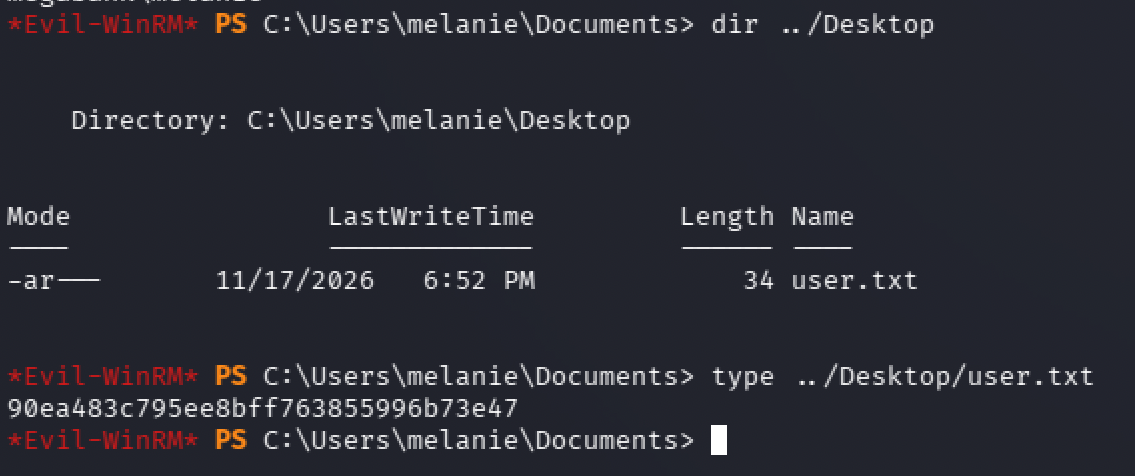 *Evil-WinRM* PS C:\Users\melanie\Documents> dir ../Desktop
Directory: C:\Users\melanie\Desktop
Mode                LastWriteTime         Length Name
----                -------------         ------ ----
-ar---       11/17/2026   6:52 PM             34 user.txt
*Evil-WinRM* PS C:\Users\melanie\Documents> type ../Desktop/user.txt
90ea483c795ee8bff763855996b73e47
*Evil-WinRM* PS C:\Users\melanie\Documents>